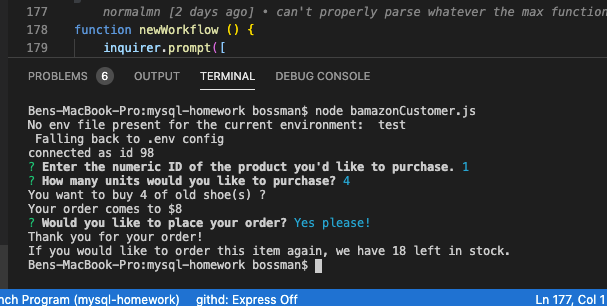 177 normalmn [2 days ago] • can't properly parse whatever the max function
178 function newWorkflow () {
179 inquirer.prompt([
PROBLEMS 6 OUTPUT TERMINAL DEBUG CONSOLE
Bens-MacBook-Pro:mysql-homework bossman$ node bamazonCustomer.js
No env file present for the current environment:  test
 Falling back to .env config
connected as id 98
? Enter the numeric ID of the product you'd like to purchase. 1
? How many units would you like to purchase? 4
You want to buy 4 of old shoe(s) ?
Your order comes to $8
? Would you like to place your order? Yes please!
Thank you for your order!
If you would like to order this item again, we have 18 left in stock.
Bens-MacBook-Pro:mysql-homework bossman$
nch Program (mysql-homework) githd: Express Off Ln 177, Col 1